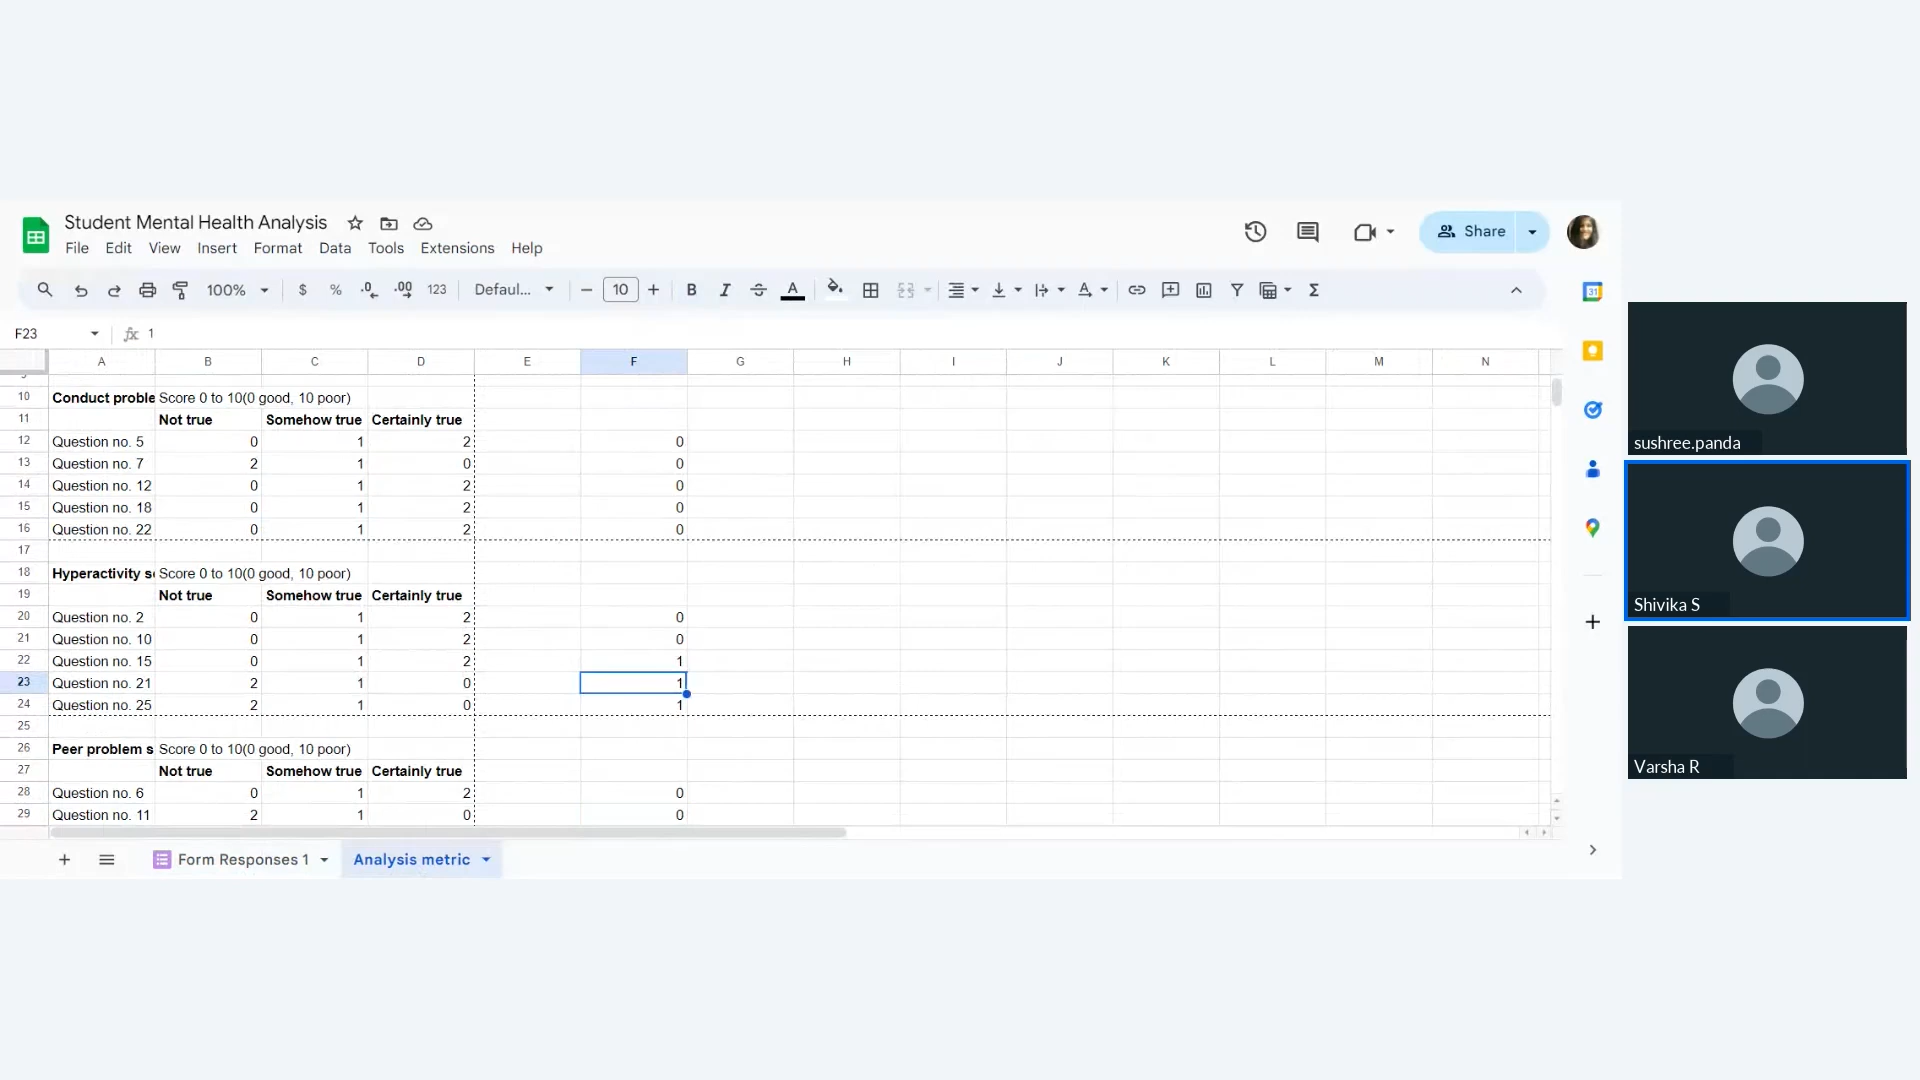 Student Mental Health Analysis
File Edit View Insert Format Data Tools Extensions Help
Share
100% $ % .0 .00 123 Defaul... 10 B I A Σ
31
F23 fx 1
A B C D E F G H I J K L M N
10 Conduct proble Score 0 to 10(0 good, 10 poor)
11 Not true Somehow true Certainly true
12 Question no. 5 0 1 2 0
13 Question no. 7 2 1 0 0
14 Question no. 12 0 1 2 0
15 Question no. 18 0 1 2 0
16 Question no. 22 0 1 2 0
17
18 Hyperactivity s Score 0 to 10(0 good, 10 poor)
19 Not true Somehow true Certainly true
20 Question no. 2 0 1 2 0
21 Question no. 10 0 1 2 0
22 Question no. 15 0 1 2 1
23 Question no. 21 2 1 0 1
24 Question no. 25 2 1 0 1
25
26 Peer problem s Score 0 to 10(0 good, 10 poor)
27 Not true Somehow true Certainly true
28 Question no. 6 0 1 2 0
29 Question no. 11 2 1 0 0
Form Responses 1 Analysis metric
sushree.panda
Shivika S
Varsha R